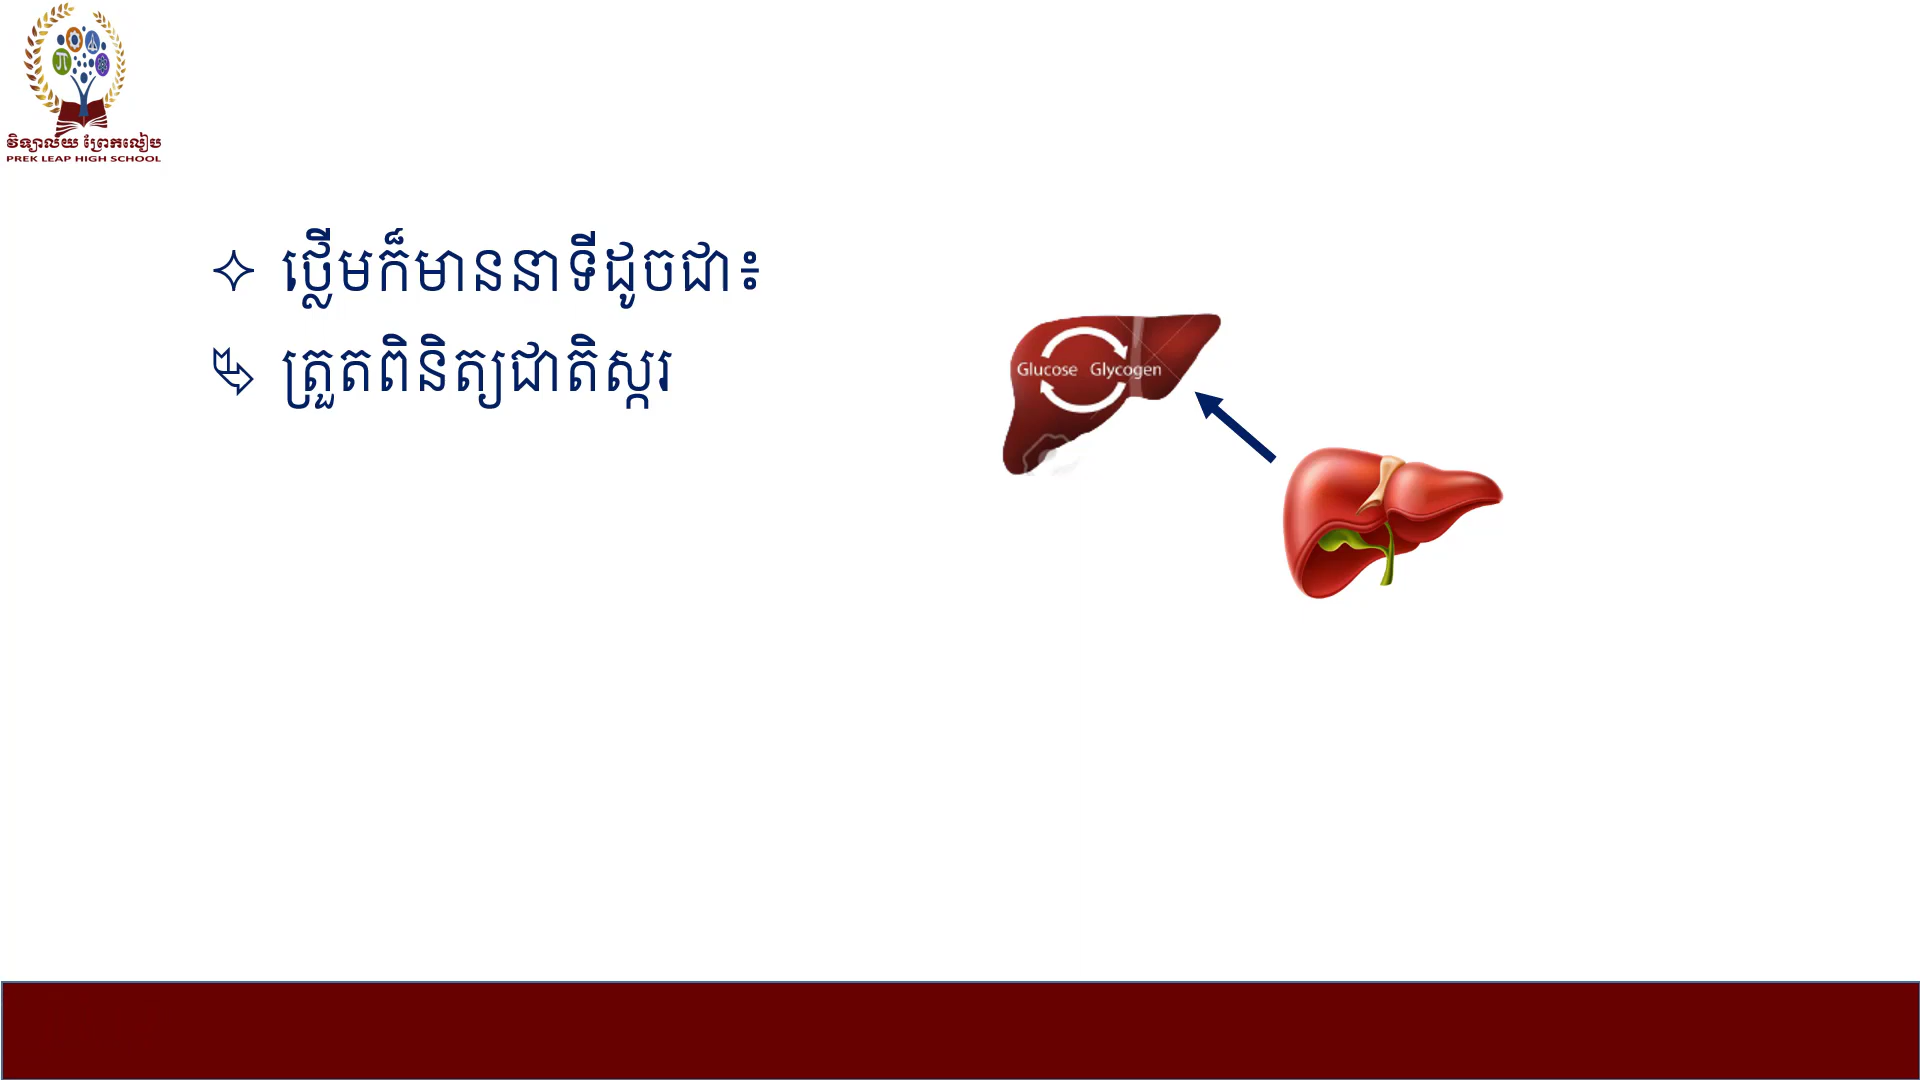 វិទ្យាល័យ ព្រែកលៀប
PREK LEAP HIGH SCHOOL
ថ្លើមក៏មាននាទីដូចជា៖
ត្រួតពិនិត្យជាតិស្ករ
Glucose Glycogen